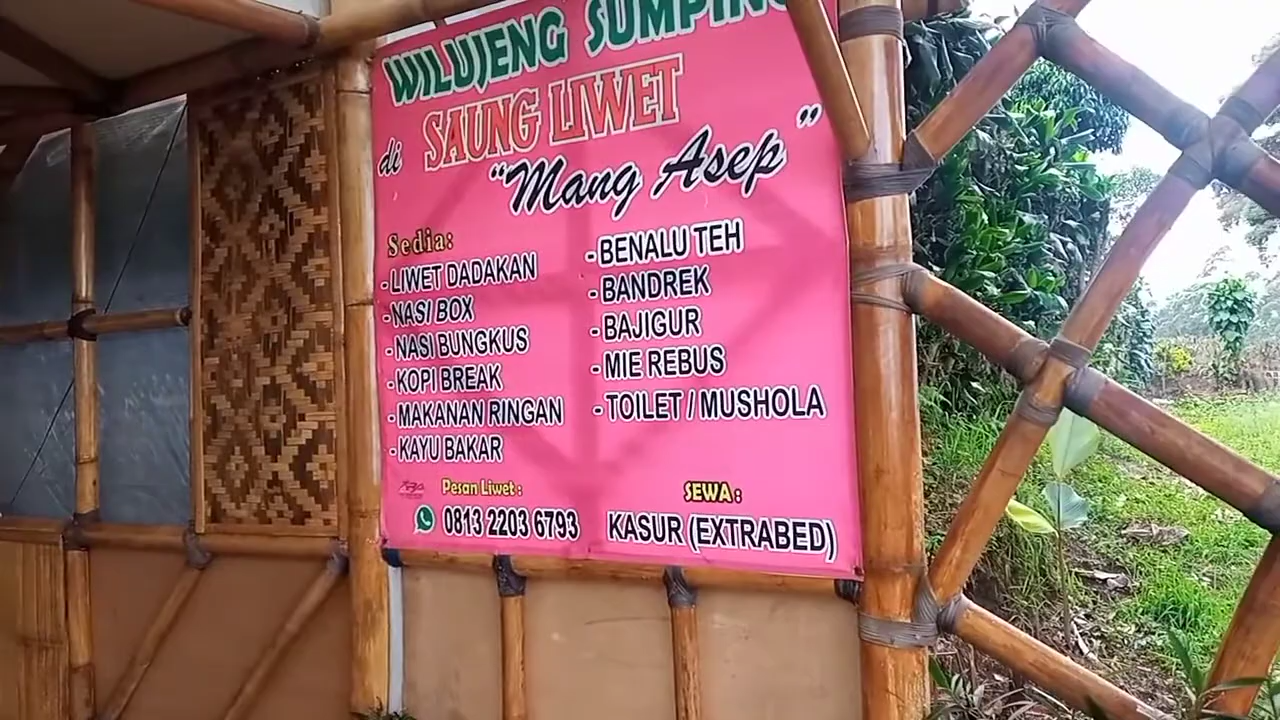 WILUJENG SUMPING
di SAUNG LIWET
"Mang Asep"
Sedia:
- LIWET DADAKAN
- NASI BOX
- NASI BUNGKUS
- KOPI BREAK
- MAKANAN RINGAN
- KAYU BAKAR
- BENALU TEH
- BANDREK
- BAJIGUR
- MIE REBUS
- TOILET / MUSHOLA
Pesan Liwet :
0813 2203 6793
SEWA :
KASUR (EXTRABED)